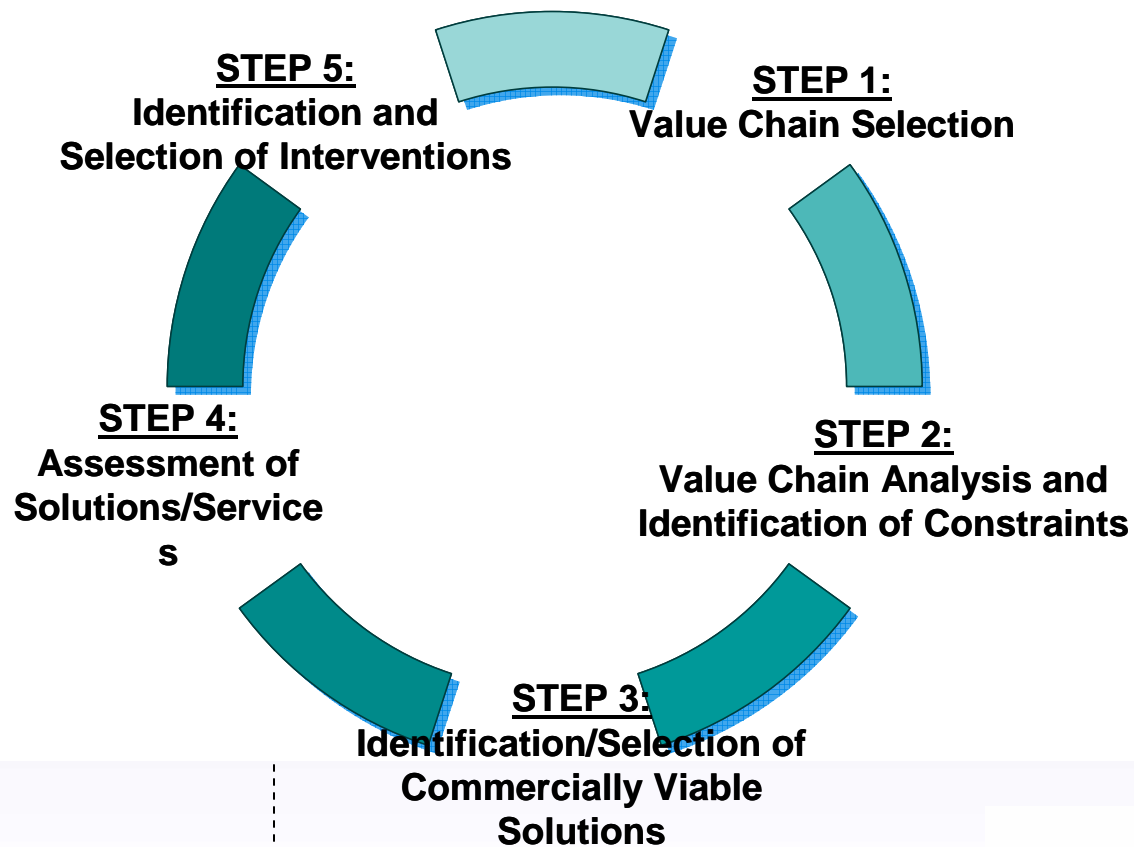 STEP 1:
Value Chain Selection
STEP 2:
Value Chain Analysis and
Identification of Constraints
STEP 3:
Identification/Selection of
Commercially Viable
Solutions
STEP 4:
Assessment of
Solutions/Service
s
STEP 5:
Identification and
Selection of Interventions